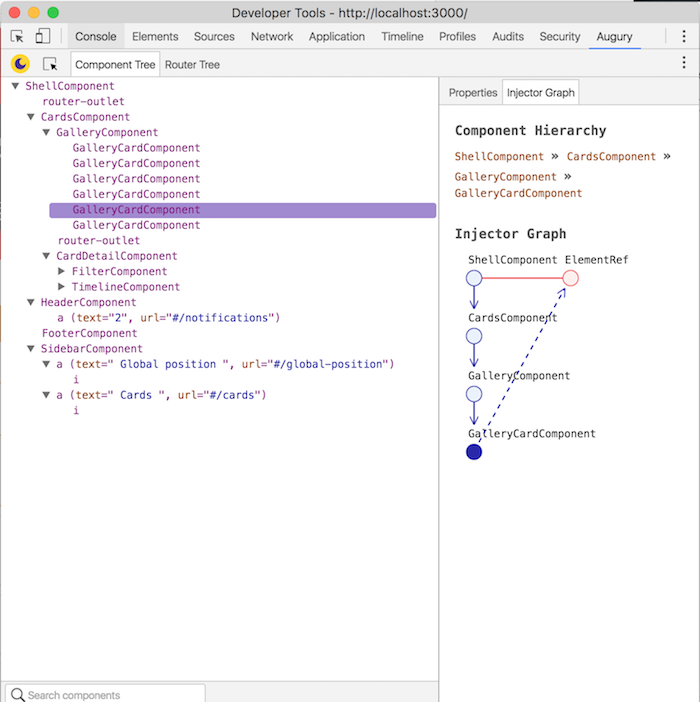 Developer Tools - http://localhost:3000/
Console Elements Sources Network Application Timeline Profiles Audits Security Augury
Component Tree Router Tree
ShellComponent
router-outlet
CardsComponent
GalleryComponent
GalleryCardComponent
GalleryCardComponent
GalleryCardComponent
GalleryCardComponent
GalleryCardComponent
GalleryCardComponent
router-outlet
CardDetailComponent
FilterComponent
TimelineComponent
HeaderComponent
a (text="2", url="#/notifications")
FooterComponent
SidebarComponent
a (text=" Global position ", url="#/global-position")
i
a (text=" Cards ", url="#/cards")
i
Search components
Properties Injector Graph
Component Hierarchy
ShellComponent » CardsComponent »
GalleryComponent »
GalleryCardComponent
Injector Graph
ShellComponent ElementRef
CardsComponent
GalleryComponent
GalleryCardComponent